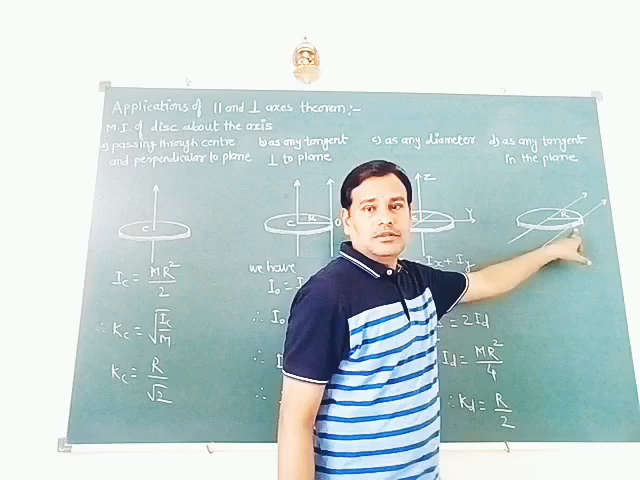 Applications of || and ⊥ axes theorem:-
M.I. of disc about the axis
a) passing through centre
and perpendicular to plane
C
I_C = MR²/2
∴ K_C = √(I_C/M)
K_C = R/√2
b) as any tangent
⊥ to plane
C R O
we have
I₀ = I
∴ I₀
∴ I
∴
c) as any diameter
Z
Y
I_x + I_y
= 2I_d
I_d = MR²/4
∴ K_d = R/2
d) as any tangent
in the plane
R